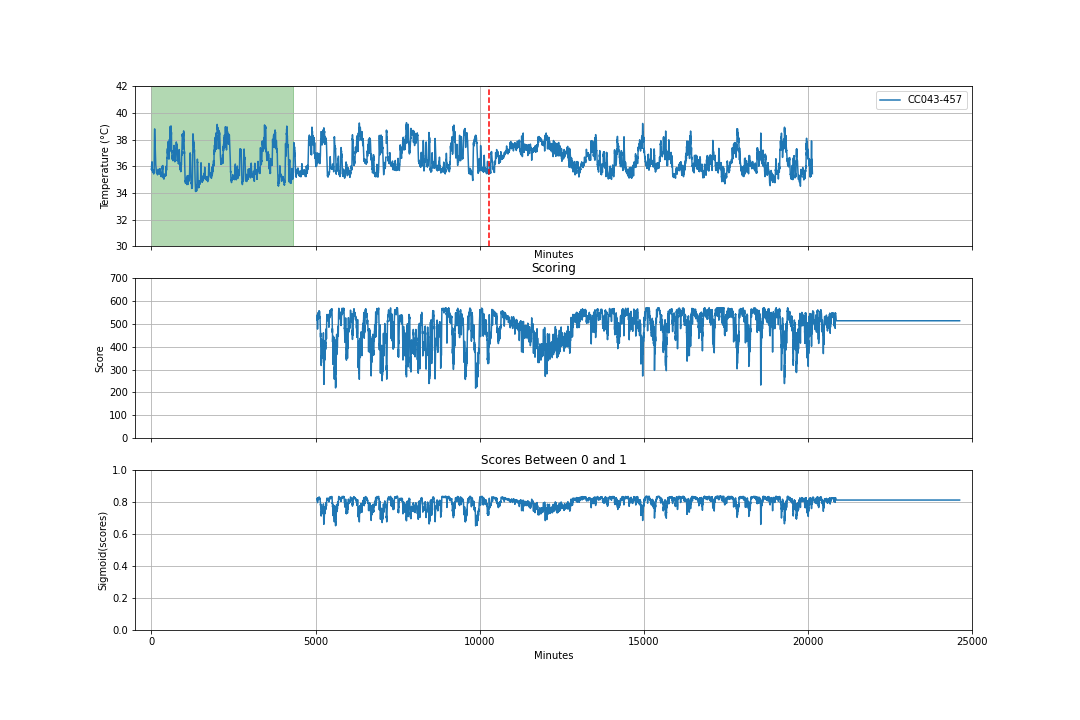 42
40
38
36
34
32
30
Temperature (°C)
CC043-457
Minutes
Scoring
700
600
500
400
300
200
100
0
Score
Scores Between 0 and 1
1.0
0.8
0.6
0.4
0.2
0.0
Sigmoid(scores)
0 5000 10000 15000 20000 25000
Minutes